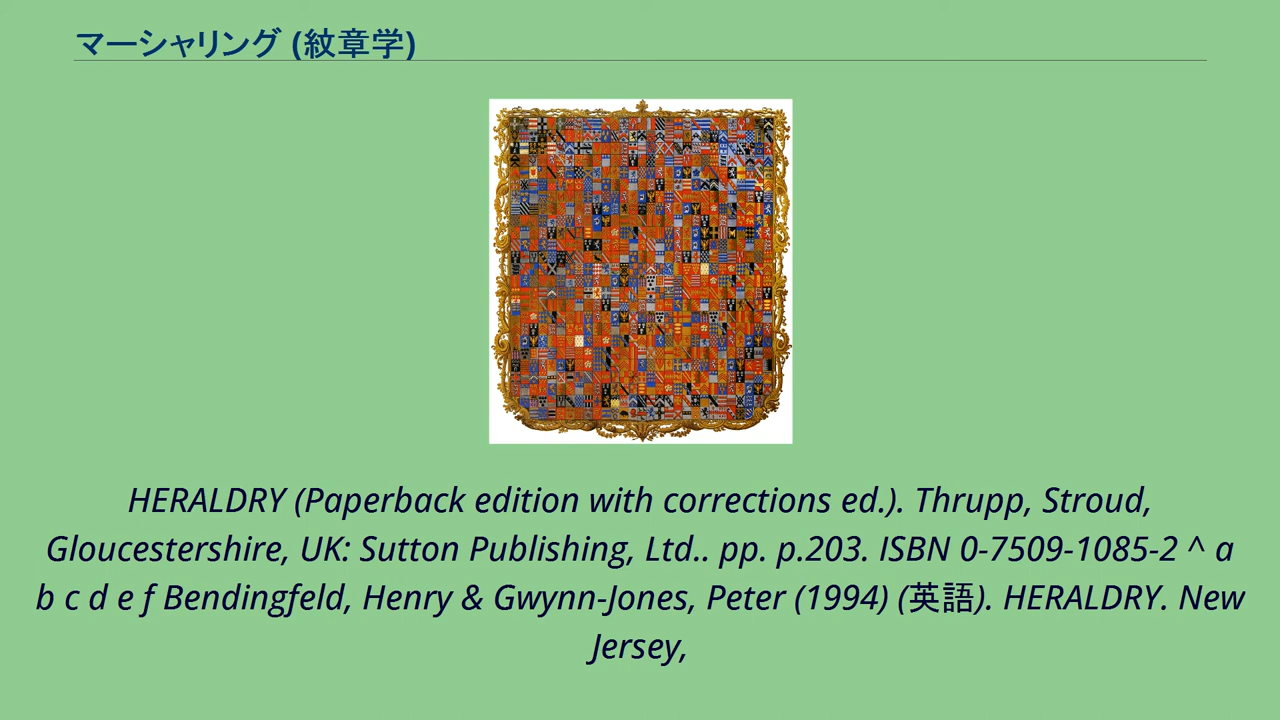 マーシャリング (紋章学)
HERALDRY (Paperback edition with corrections ed.). Thrupp, Stroud,
Gloucestershire, UK: Sutton Publishing, Ltd.. pp. p.203. ISBN 0-7509-1085-2 ^ a
b c d e f Bendingfeld, Henry & Gwynn-Jones, Peter (1994) (英語). HERALDRY. New
Jersey,